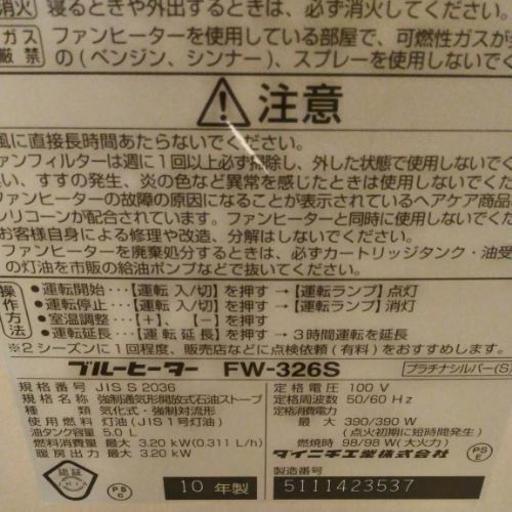 消火 寝るときや外出するときは、必ず消火してください。
ガス厳禁
ファンヒーターを使用している部屋で、可燃性ガスが
の(ベンジン、シンナー)、スプレーを使用しないでく
注意
風に直接長時間あたらないでください。
ァンフィルターは週に1回以上必ず掃除し、外した状態で使用しないでく
い、すすの発生、炎の色など異常を感じたときは使用しないでくだ
ファンヒーターの故障の原因になることが表示されているヘアケア商品
リコーンが配合されています。ファンヒーターと同時に使用しないで
お客様自身による修理や改造、分解はしないでください。
ファンヒーターを廃棄処分するときは、必ずカートリッジタンク・油受
の灯油を市販の給油ポンプなどで抜いてください。
操作方法
●運転開始…【運転 入/切】を押す→【運転ランプ】点灯
●運転停止…【運転 入/切】を押す→【運転ランプ】消灯
●室温調整…【+】、【-】を押す
●運転延長…【運転延長】を押す→3時間運転を延長
※2シーズンに1回程度、販売店などに点検依頼(有料)をおすすめします。
ブルーヒーター FW-326S プラチナシルバー(S)
規格番号 JIS S 2036
規格名称 強制通気形開放式石油ストーブ
種類 気化式・強制対流形
使用燃料 灯油(JIS1号灯油)
油タンク容量 5.0 L
燃料消費量 最大 3.20 kW(0.311 L/h)
暖房出力 最大 3.20 kW
定格電圧 100 V
定格周波数 50/60 Hz
定格消費電力
最大 390/390 W
(点火初期に短時間発生)
燃焼時 98/98 W(大火力)
ダイニチ工業株式会社
PSE
認証
JHIA
PSC
10年製
製造番号
5111423537